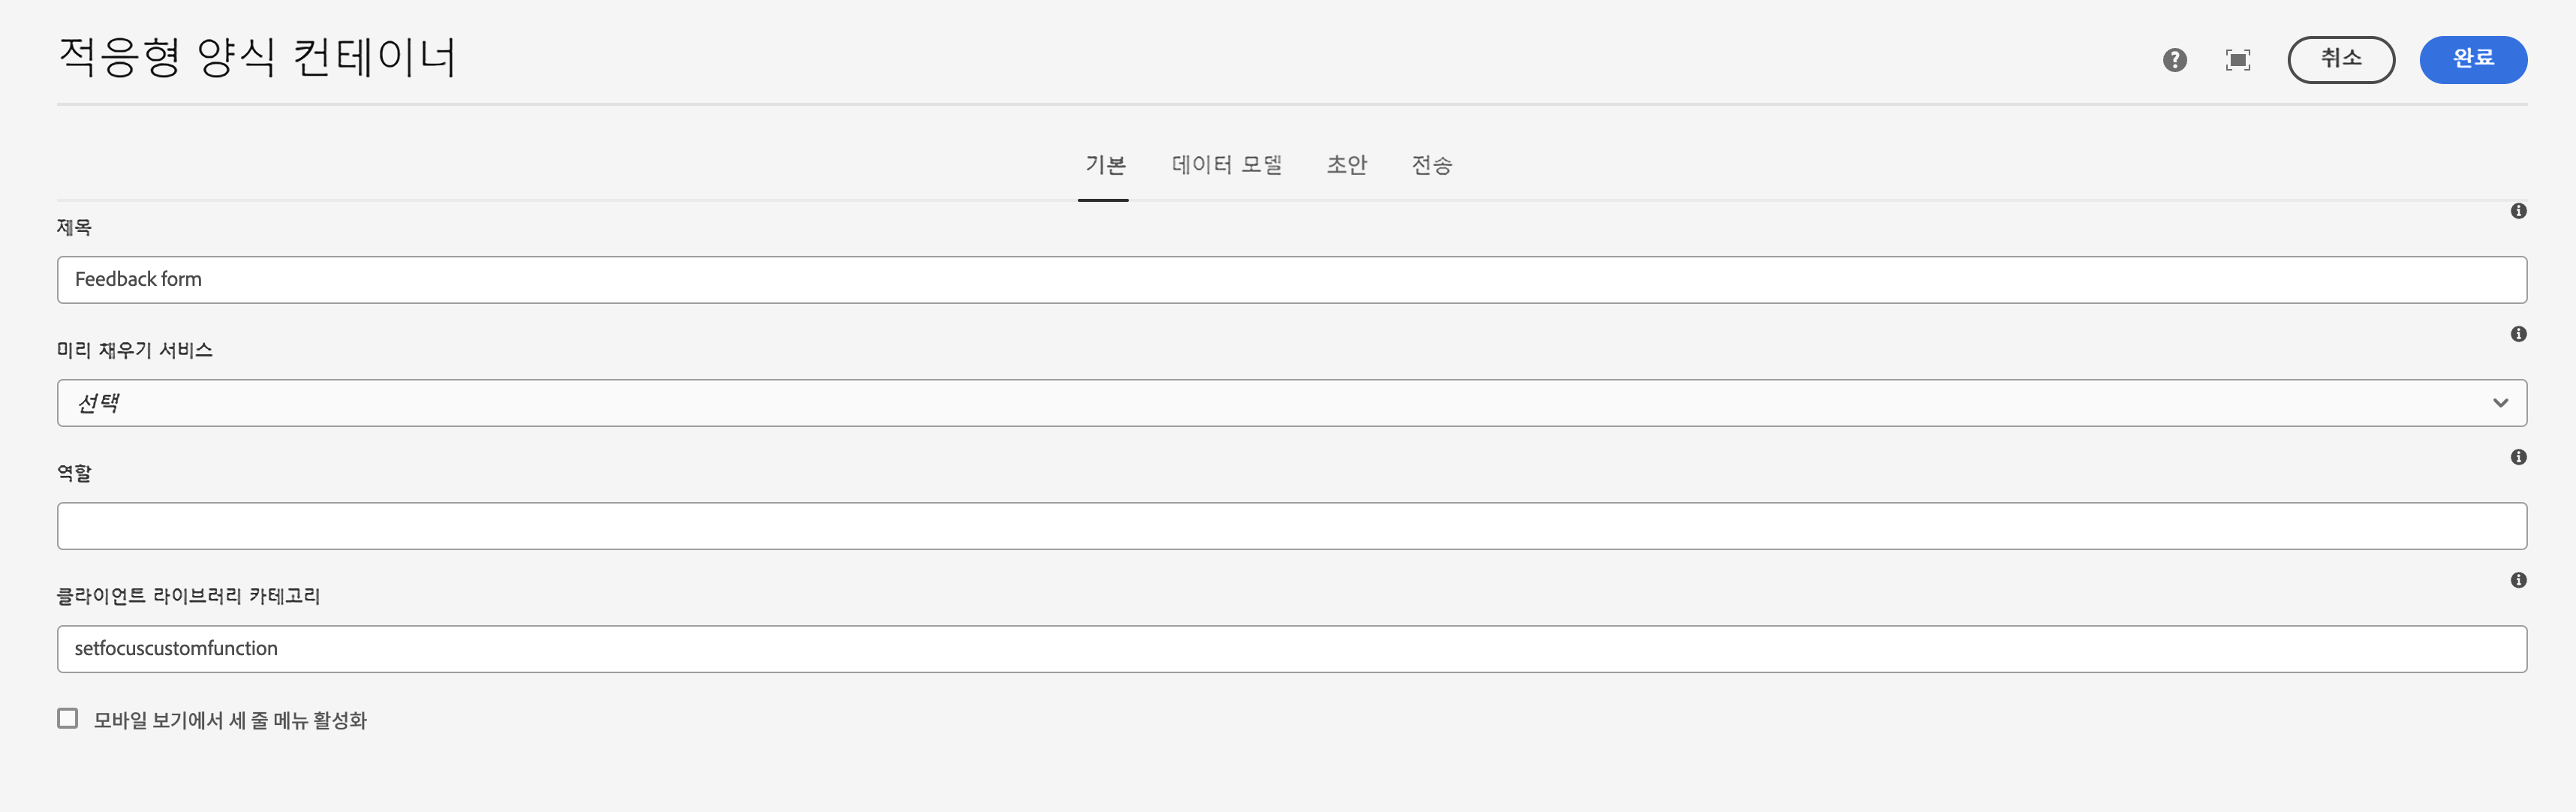 적응형 양식 컨테이너
취소
완료
기본 데이터 모델 초안 전송
제목
Feedback form
미리 채우기 서비스
선택
역할
클라이언트 라이브러리 카테고리
setfocuscustomfunction
모바일 보기에서 세 줄 메뉴 활성화